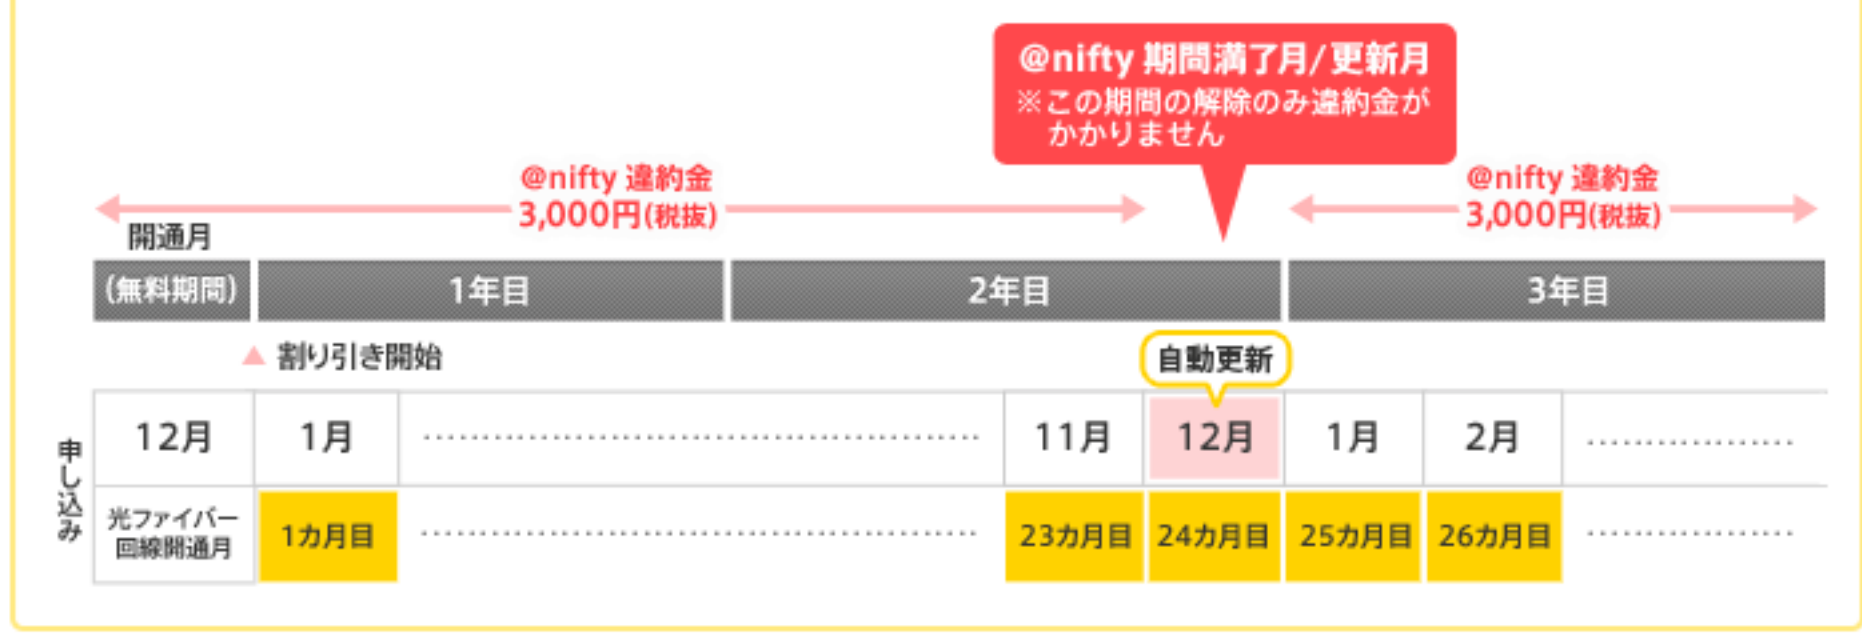 @nifty 期間満了月/更新月
※この期間の解除のみ違約金が
かかりません
@nifty 違約金
3,000円(税抜)
@nifty 違約金
3,000円(税抜)
開通月
(無料期間)
1年目
2年目
3年目
▲ 割り引き開始
自動更新
申し込み
12月
1月
11月
12月
1月
2月
光ファイバー
回線開通月
1カ月目
23カ月目
24カ月目
25カ月目
26カ月目